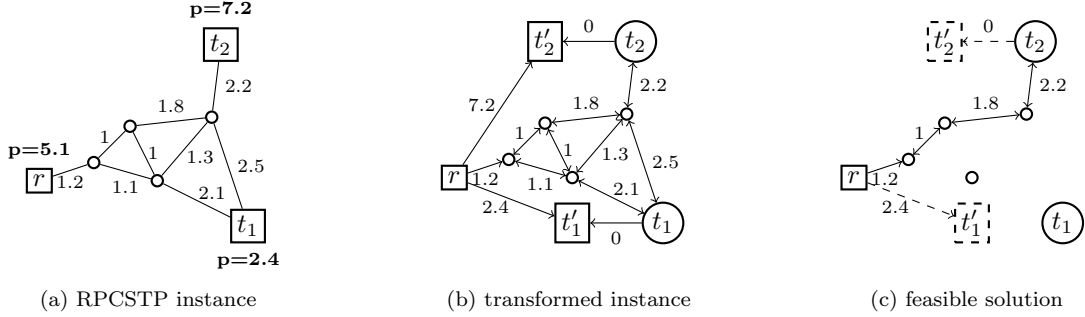 p=7.2
t2
2.2
1.8
1
1
1.3
2.5
p=5.1
r
1.2
1.1
2.1
t1
p=2.4
(a) RPCSTP instance
t′2
0
t2
7.2
2.2
1.8
1
1
1.3
2.5
r
1.2
1.1
2.1
2.4
t′1
0
t1
(b) transformed instance
t′2
0
t2
2.2
1.8
1
r
1.2
2.4
t′1
t1
(c) feasible solution